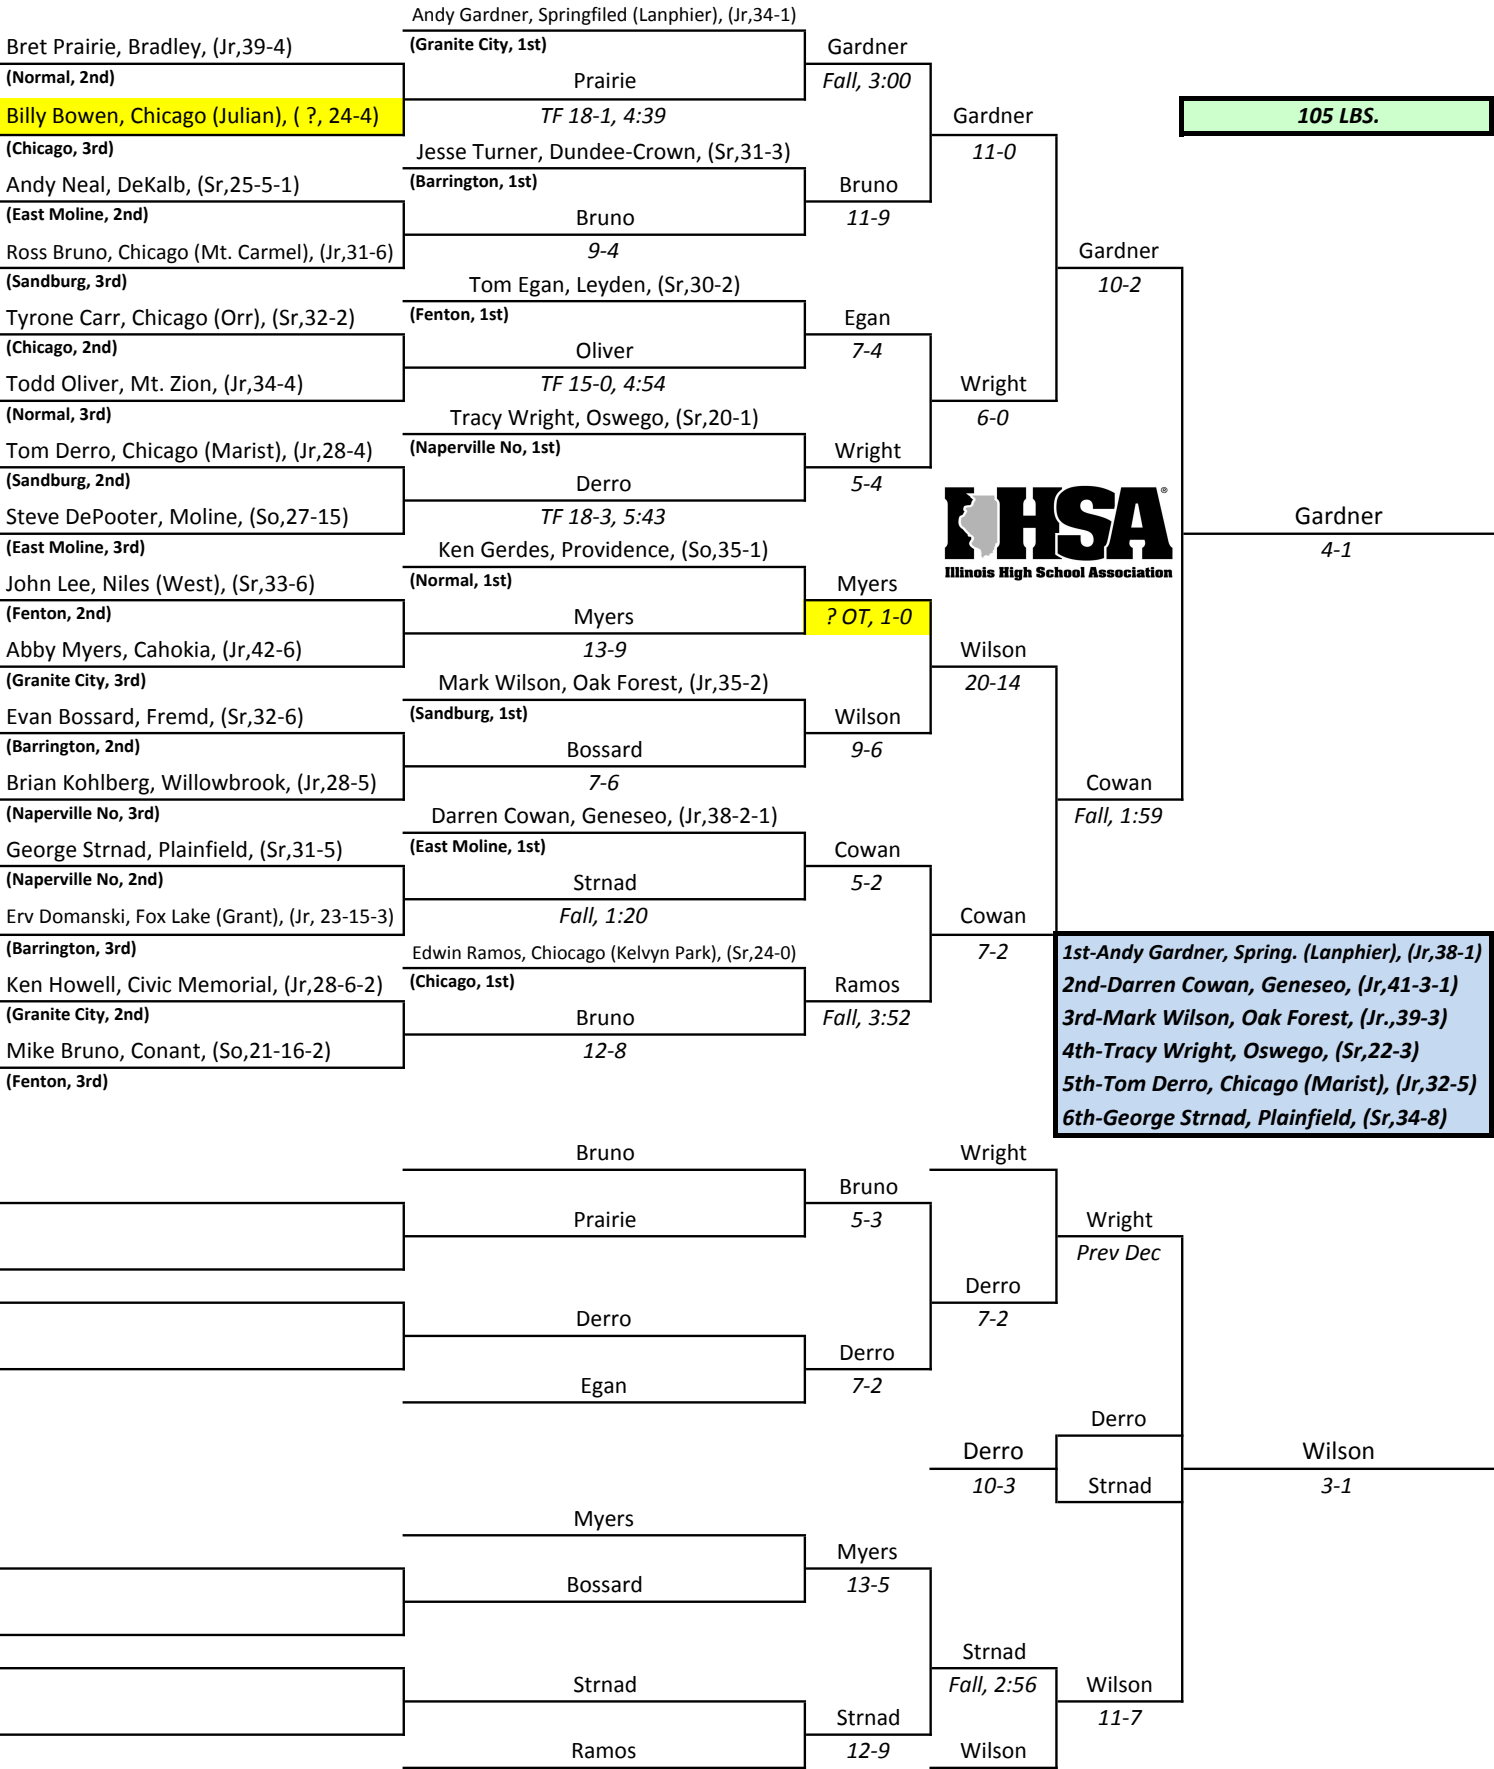 Andy Gardner, Springfiled (Lanphier), (Jr,34-1)
Bret Prairie, Bradley, (Jr,39-4)
(Granite City, 1st)
Gardner
(Normal, 2nd)
Prairie
Fall, 3:00
Billy Bowen, Chicago (Julian), ( ?, 24-4)
TF 18-1, 4:39
Gardner
105 LBS.
(Chicago, 3rd)
Jesse Turner, Dundee-Crown, (Sr,31-3)
11-0
Andy Neal, DeKalb, (Sr,25-5-1)
(Barrington, 1st)
Bruno
(East Moline, 2nd)
Bruno
11-9
Ross Bruno, Chicago (Mt. Carmel), (Jr,31-6)
9-4
Gardner
(Sandburg, 3rd)
Tom Egan, Leyden, (Sr,30-2)
10-2
Tyrone Carr, Chicago (Orr), (Sr,32-2)
(Fenton, 1st)
Egan
(Chicago, 2nd)
Oliver
7-4
Todd Oliver, Mt. Zion, (Jr,34-4)
TF 15-0, 4:54
Wright
(Normal, 3rd)
Tracy Wright, Oswego, (Sr,20-1)
6-0
Tom Derro, Chicago (Marist), (Jr,28-4)
(Naperville No, 1st)
Wright
(Sandburg, 2nd)
Derro
5-4
IHSA®
Steve DePooter, Moline, (So,27-15)
TF 18-3, 5:43
Gardner
(East Moline, 3rd)
Ken Gerdes, Providence, (So,35-1)
4-1
Illinois High School Association
John Lee, Niles (West), (Sr,33-6)
(Normal, 1st)
Myers
(Fenton, 2nd)
Myers
? OT, 1-0
Abby Myers, Cahokia, (Jr,42-6)
13-9
Wilson
(Granite City, 3rd)
Mark Wilson, Oak Forest, (Jr,35-2)
20-14
Evan Bossard, Fremd, (Sr,32-6)
(Sandburg, 1st)
Wilson
(Barrington, 2nd)
Bossard
9-6
Brian Kohlberg, Willowbrook, (Jr,28-5)
7-6
Cowan
(Naperville No, 3rd)
Darren Cowan, Geneseo, (Jr,38-2-1)
Fall, 1:59
George Strnad, Plainfield, (Sr,31-5)
(East Moline, 1st)
Cowan
(Naperville No, 2nd)
Strnad
5-2
Erv Domanski, Fox Lake (Grant), (Jr, 23-15-3)
Fall, 1:20
Cowan
(Barrington, 3rd)
Edwin Ramos, Chiocago (Kelvyn Park), (Sr,24-0)
7-2
1st-Andy Gardner, Spring. (Lanphier), (Jr,38-1)
Ken Howell, Civic Memorial, (Jr,28-6-2)
(Chicago, 1st)
Ramos
2nd-Darren Cowan, Geneseo, (Jr,41-3-1)
(Granite City, 2nd)
Bruno
Fall, 3:52
3rd-Mark Wilson, Oak Forest, (Jr.,39-3)
Mike Bruno, Conant, (So,21-16-2)
12-8
4th-Tracy Wright, Oswego, (Sr,22-3)
(Fenton, 3rd)
5th-Tom Derro, Chicago (Marist), (Jr,32-5)
6th-George Strnad, Plainfield, (Sr,34-8)
Bruno
Wright
Bruno
Prairie
5-3
Wright
Prev Dec
Derro
Derro
7-2
Derro
Egan
7-2
Derro
Derro
Wilson
10-3
Strnad
3-1
Myers
Myers
Bossard
13-5
Strnad
Strnad
Fall, 2:56
Wilson
Strnad
11-7
Ramos
12-9
Wilson